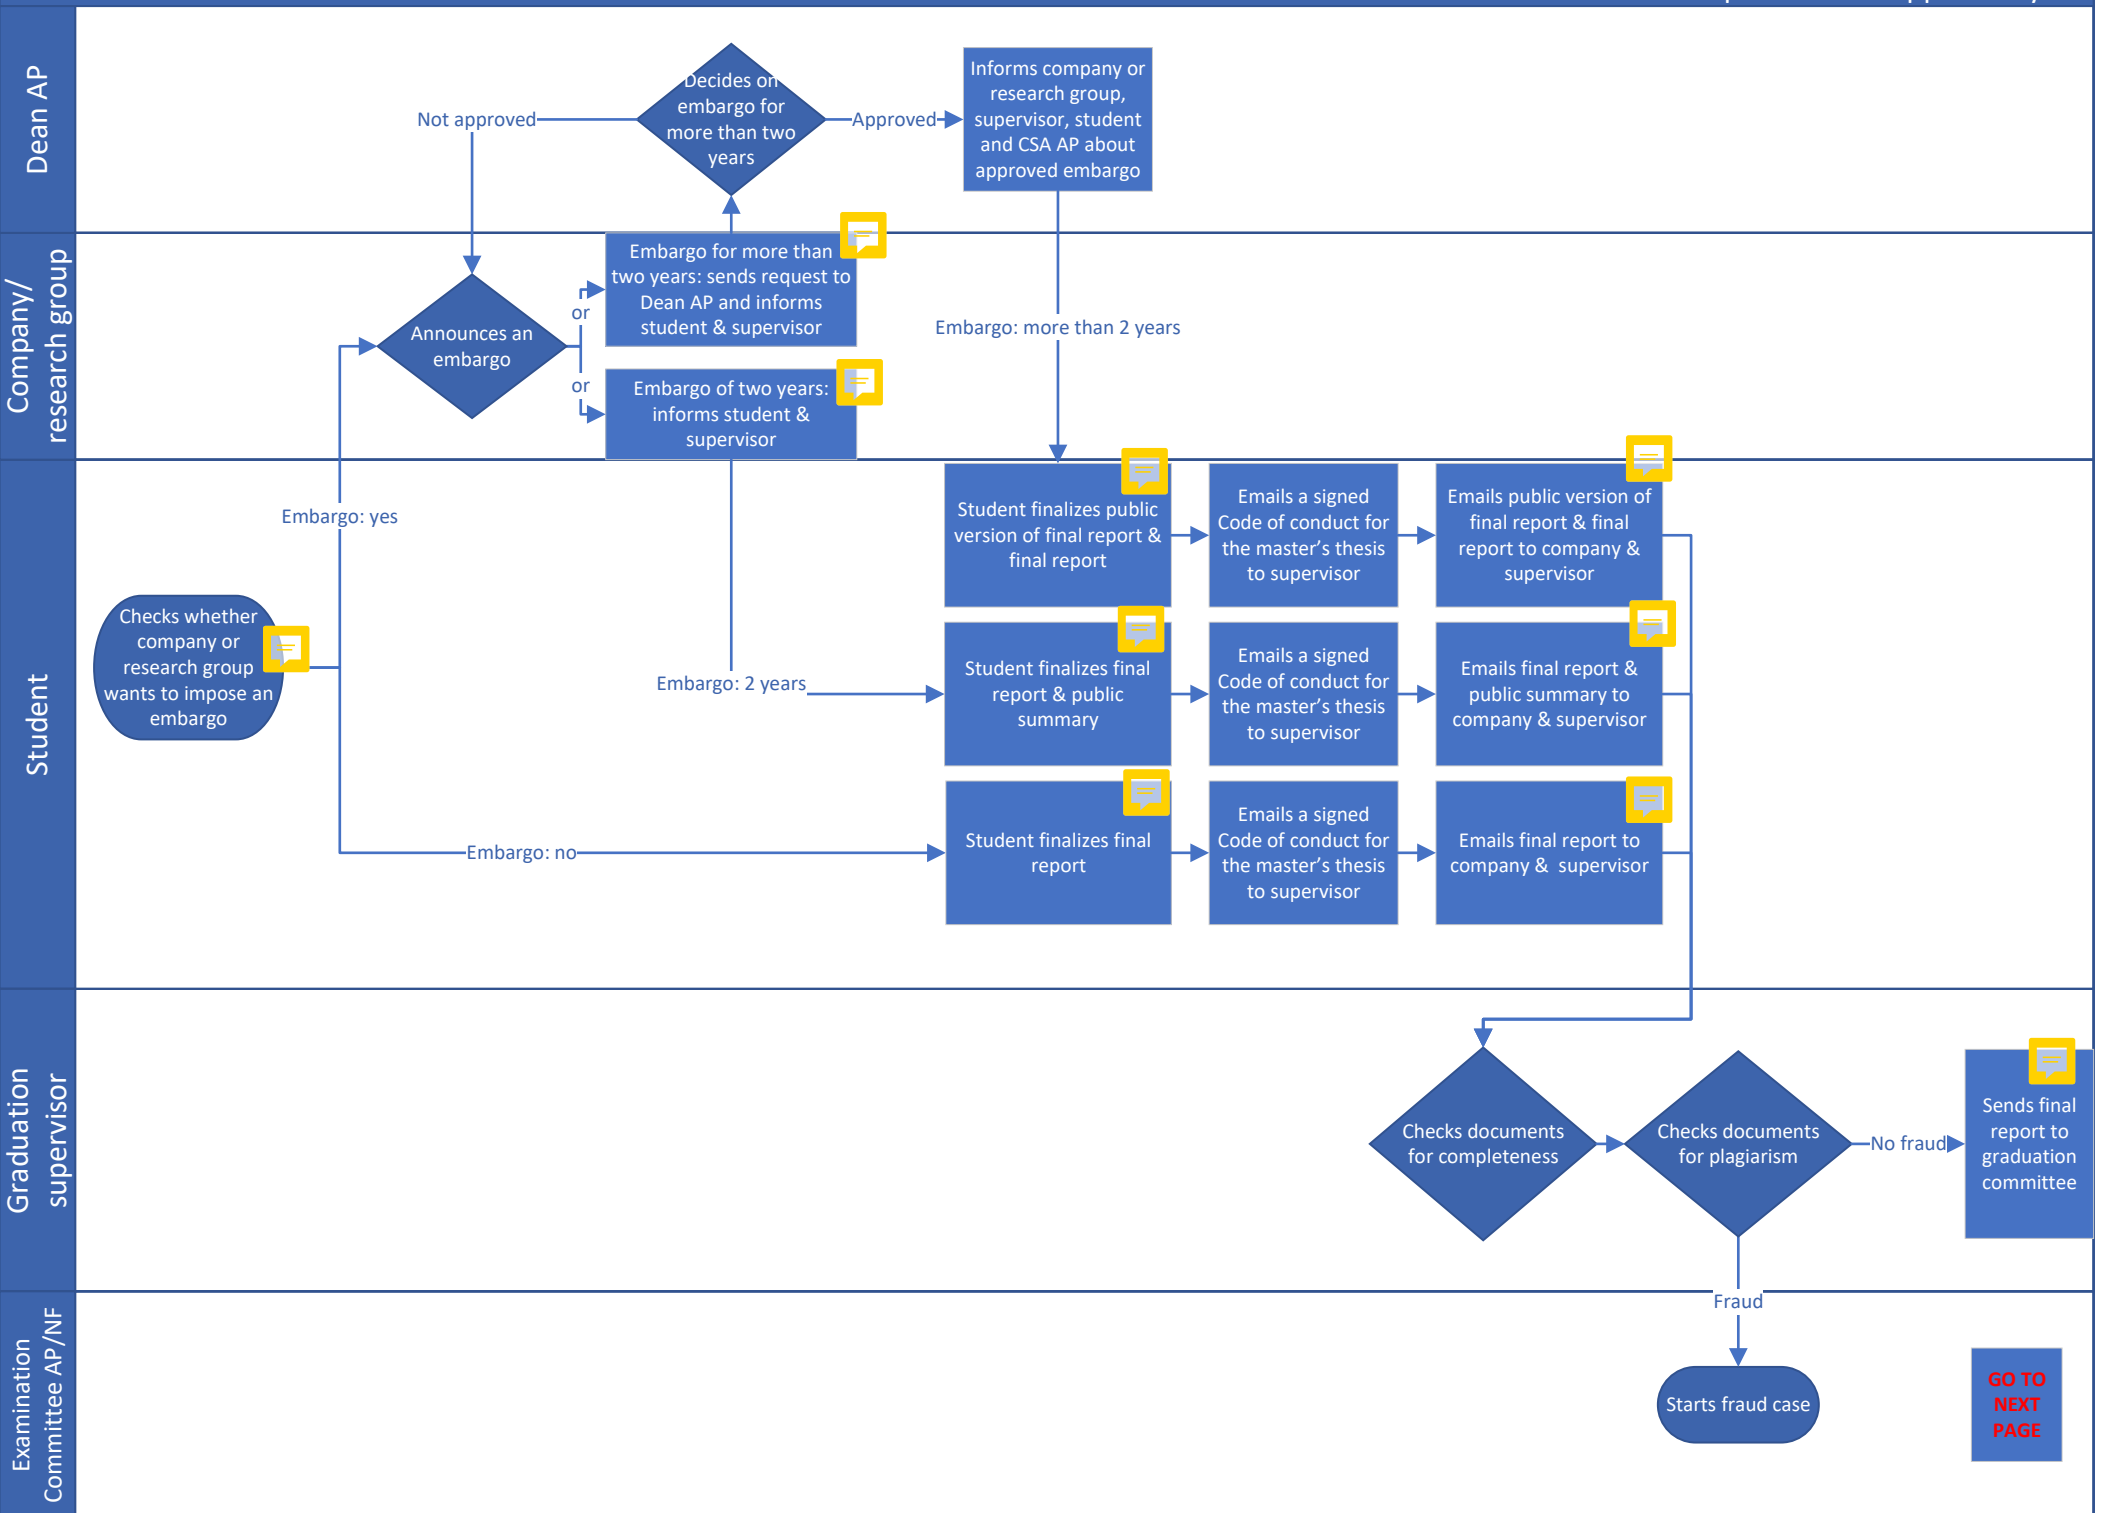 Dean AP
Decides on
embargo for
more than two
years
Not approved
Approved
Informs company or
research group,
supervisor, student
and CSA AP about
approved embargo
Company/
research group
Announces an
embargo
or
or
Embargo for more than
two years: sends request to
Dean AP and informs
student & supervisor
Embargo of two years:
informs student &
supervisor
Embargo: more than 2 years
Student
Embargo: yes
Checks whether
company or
research group
wants to impose an
embargo
Embargo: 2 years
Embargo: no
Student finalizes public
version of final report &
final report
Emails a signed
Code of conduct for
the master’s thesis
to supervisor
Emails public version of
final report & final
report to company &
supervisor
Student finalizes final
report & public
summary
Emails a signed
Code of conduct for
the master’s thesis
to supervisor
Emails final report &
public summary to
company & supervisor
Student finalizes final
report
Emails a signed
Code of conduct for
the master’s thesis
to supervisor
Emails final report to
company & supervisor
Graduation
supervisor
Checks documents
for completeness
Checks documents
for plagiarism
No fraud
Sends final
report to
graduation
committee
Fraud
Examination
Committee AP/NF
Starts fraud case
GO TO
NEXT
PAGE